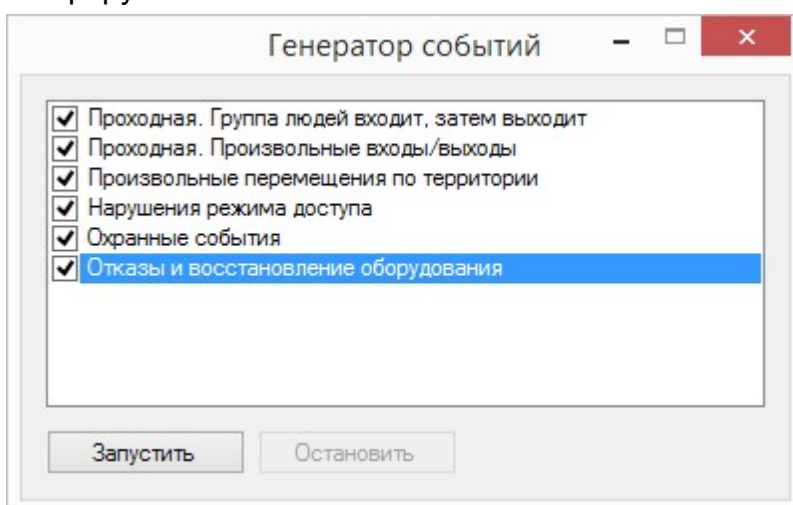 Генератор событий
Проходная. Группа людей входит, затем выходит
Проходная. Произвольные входы/выходы
Произвольные перемещения по территории
Нарушения режима доступа
Охранные события
Отказы и восстановление оборудования
Запустить
Остановить